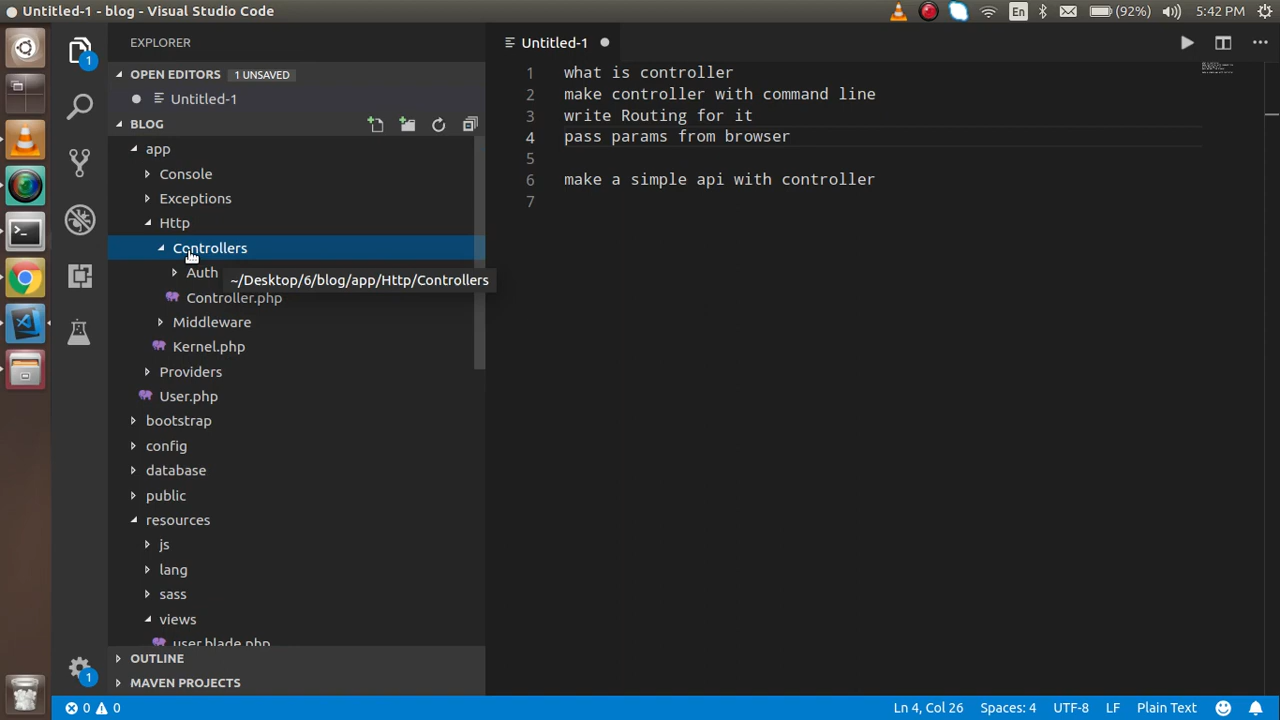 Untitled-1 - blog - Visual Studio Code
En
(92%)
5:42 PM
1
EXPLORER
OPEN EDITORS 1 UNSAVED
Untitled-1
BLOG
app
Console
Exceptions
Http
Controllers
Auth
~/Desktop/6/blog/app/Http/Controllers
Controller.php
Middleware
Kernel.php
Providers
User.php
bootstrap
config
database
public
resources
js
lang
sass
views
user.blade.php
OUTLINE
MAVEN PROJECTS
1
Untitled-1
1 what is controller
2 make controller with command line
3 write Routing for it
4 pass params from browser
5
6 make a simple api with controller
7
0 0
Ln 4, Col 26
Spaces: 4
UTF-8
LF
Plain Text